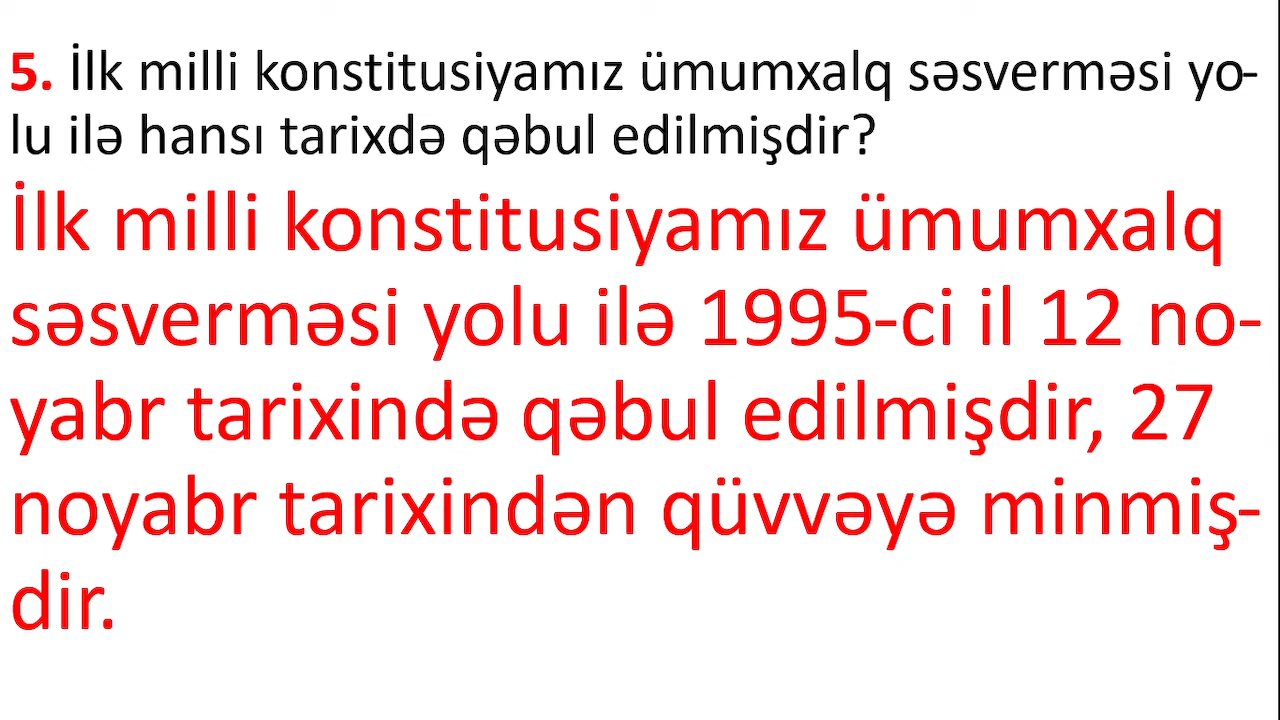 5. İlk milli konstitusiyamız ümumxalq səsverməsi yo-
lu ilə hansı tarixdə qəbul edilmişdir?
İlk milli konstitusiyamız ümumxalq
səsverməsi yolu ilə 1995-ci il 12 no-
yabr tarixində qəbul edilmişdir, 27
noyabr tarixindən qüvvəyə minmiş-
dir.